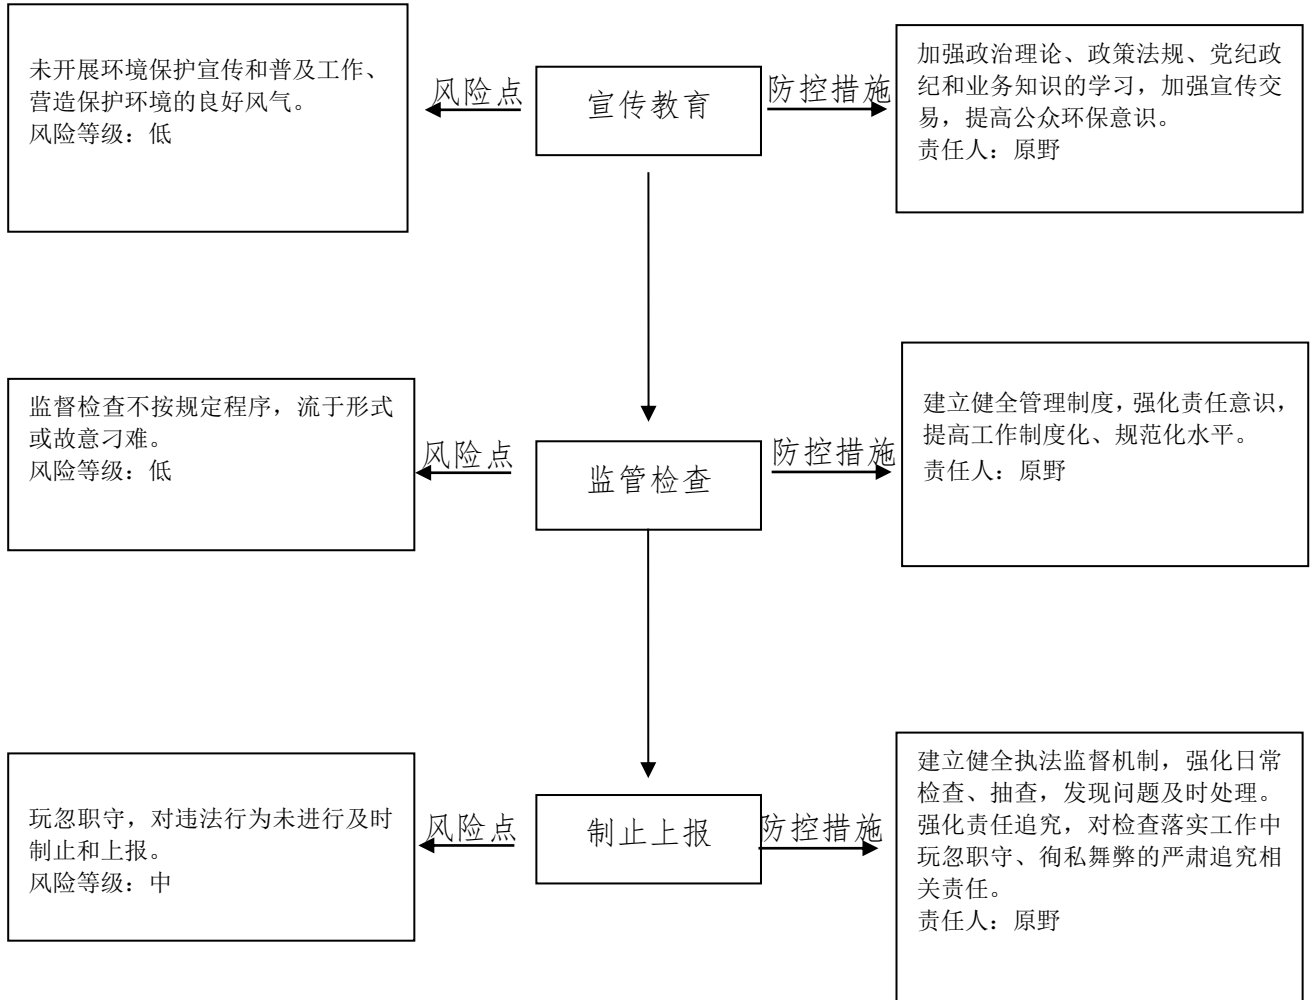 未开展环境保护宣传和普及工作、
营造保护环境的良好风气。
风险等级：低
风险点
宣传教育
防控措施
加强政治理论、政策法规、党纪政
纪和业务知识的学习，加强宣传交
易，提高公众环保意识。
责任人：原野
监督检查不按规定程序，流于形式
或故意刁难。
风险等级：低
风险点
监管检查
防控措施
建立健全管理制度，强化责任意识，
提高工作制度化、规范化水平。
责任人：原野
玩忽职守，对违法行为未进行及时
制止和上报。
风险等级：中
风险点
制止上报
防控措施
建立健全执法监督机制，强化日常
检查、抽查，发现问题及时处理。
强化责任追究，对检查落实工作中
玩忽职守、徇私舞弊的严肃追究相
关责任。
责任人：原野